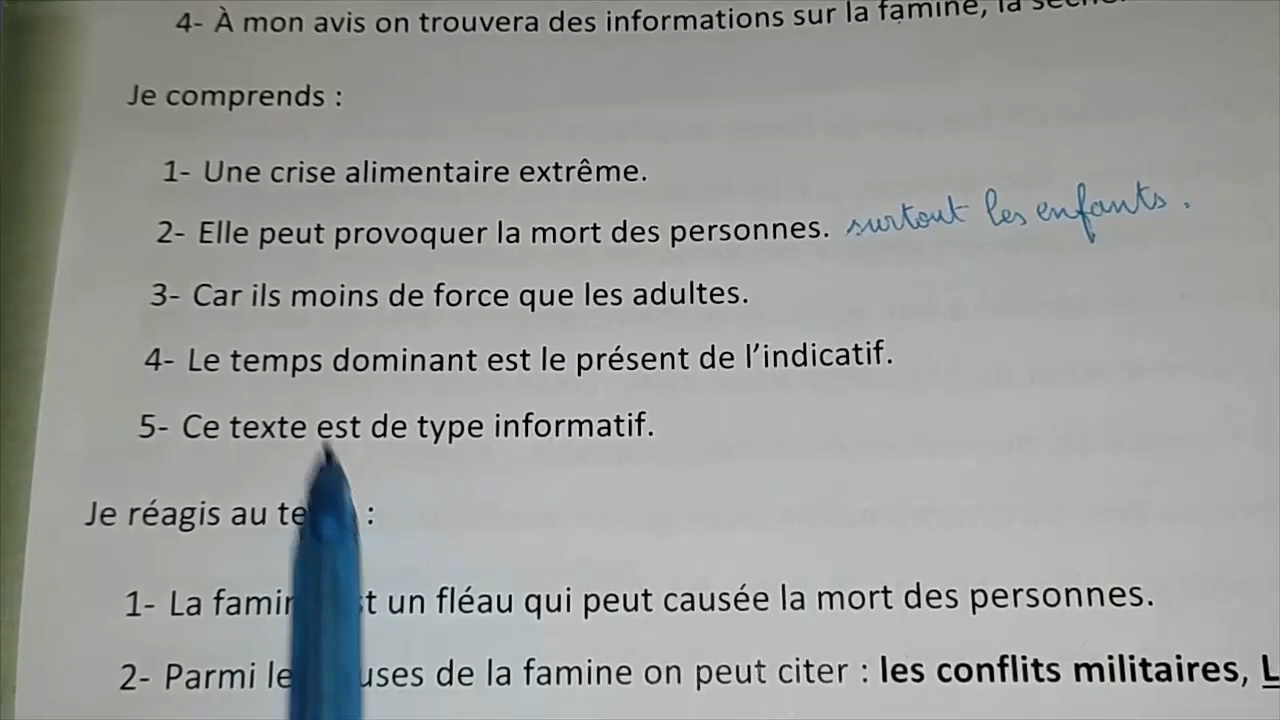 4- À mon avis on trouvera des informations sur la famine, la
Je comprends :
1- Une crise alimentaire extrême.
2- Elle peut provoquer la mort des personnes. surtout les enfants.
3- Car ils moins de force que les adultes.
4- Le temps dominant est le présent de l'indicatif.
5- Ce texte est de type informatif.
Je réagis au :
1- La un fléau qui peut causée la mort des personnes.
2- Parmi de la famine on peut citer : les conflits militaires,